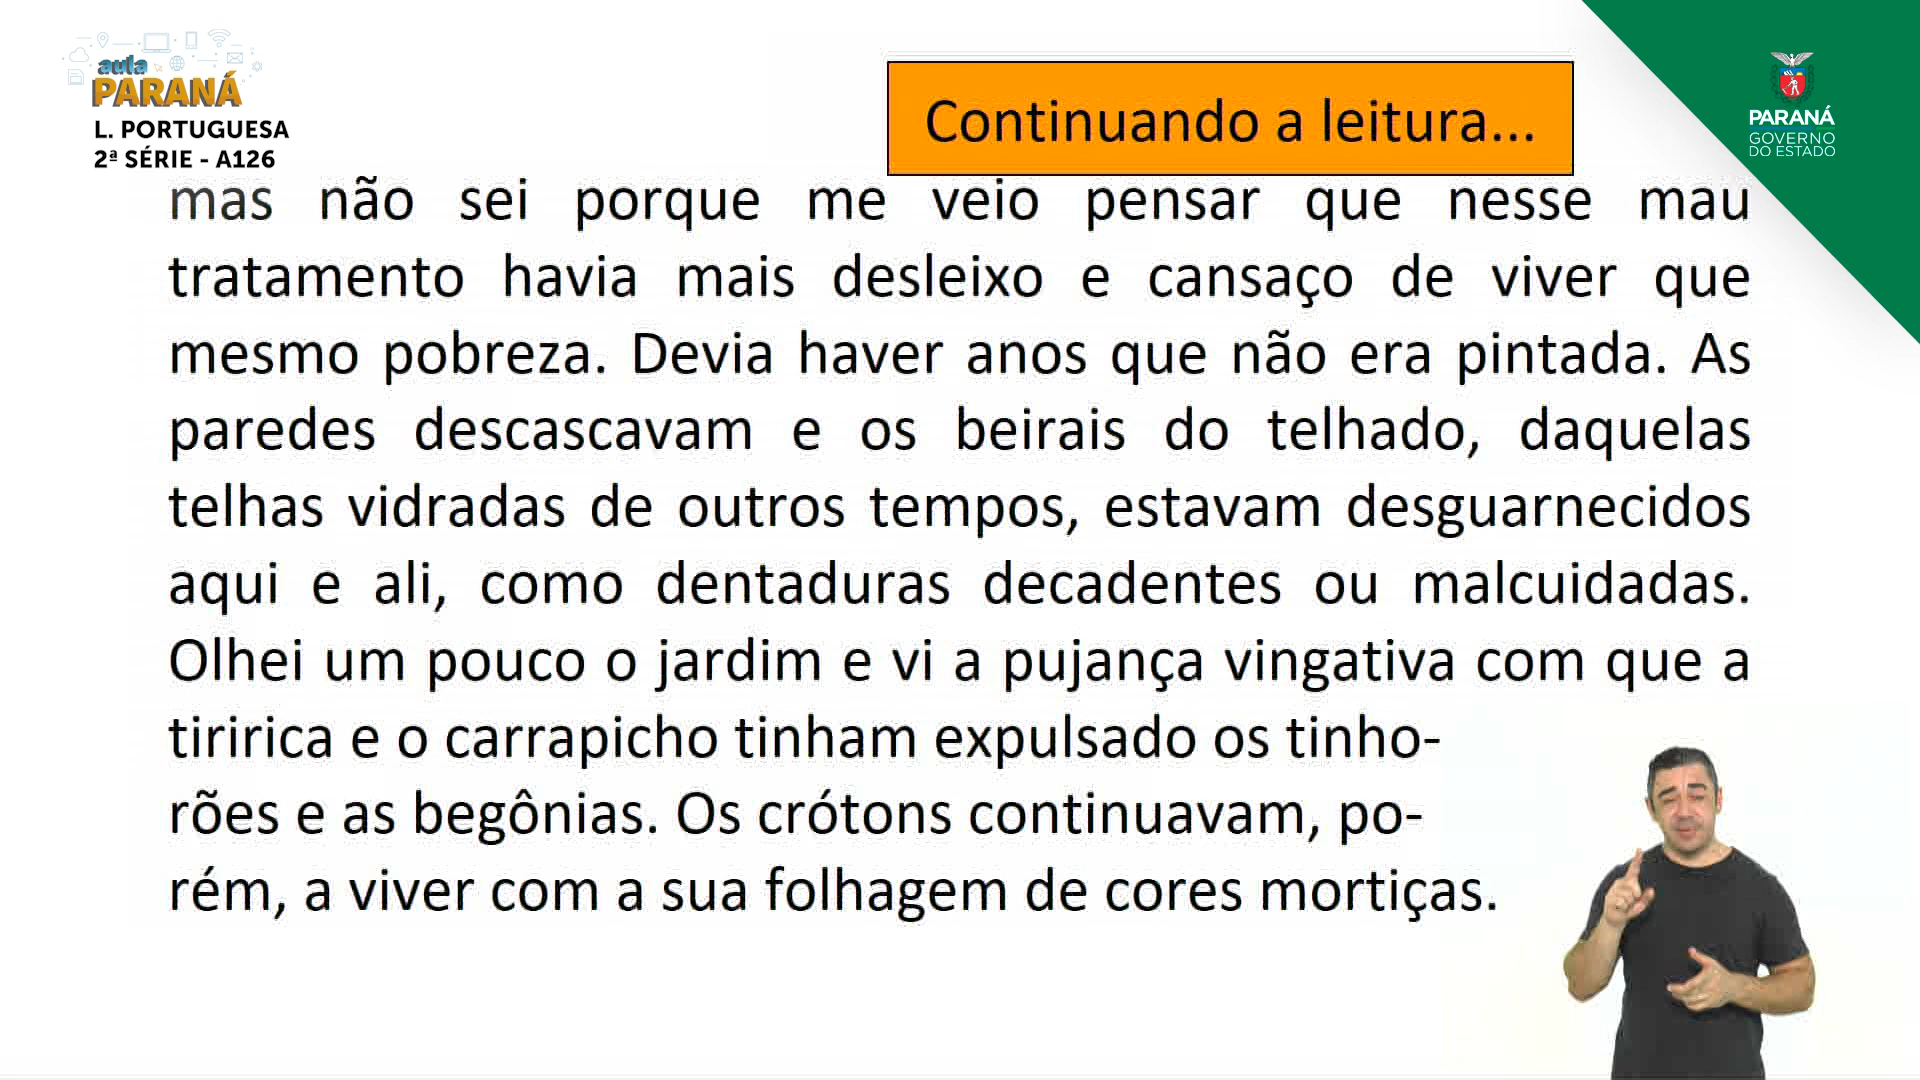 aula
PARANÁ
L. PORTUGUESA
2ª SÉRIE - A126
Continuando a leitura...
PARANÁ
GOVERNO
DO ESTADO
mas não sei porque me veio pensar que nesse mau
tratamento havia mais desleixo e cansaço de viver que
mesmo pobreza. Devia haver anos que não era pintada. As
paredes descascavam e os beirais do telhado, daquelas
telhas vidradas de outros tempos, estavam desguarnecidos
aqui e ali, como dentaduras decadentes ou malcuidadas.
Olhei um pouco o jardim e vi a pujança vingativa com que a
tiririca e o carrapicho tinham expulsado os tinho-
rões e as begônias. Os crótons continuavam, po-
rém, a viver com a sua folhagem de cores mortiças.